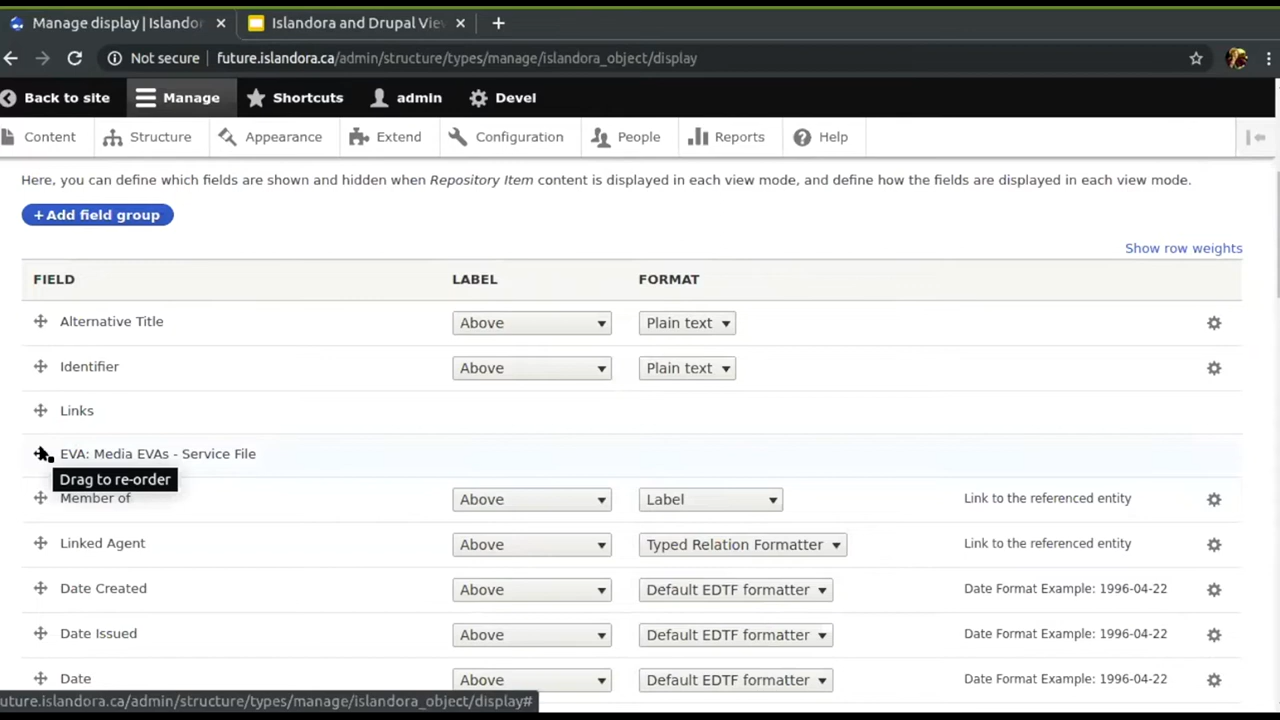 Manage display | Islandor
Islandora and Drupal Vie
Not secure
future.islandora.ca/admin/structure/types/manage/islandora_object/display
Back to site
Manage
Shortcuts
admin
Devel
Content
Structure
Appearance
Extend
Configuration
People
Reports
Help
Here, you can define which fields are shown and hidden when Repository Item content is displayed in each view mode, and define how the fields are displayed in each view mode.
+ Add field group
Show row weights
FIELD LABEL FORMAT
Alternative Title Above Plain text
Identifier Above Plain text
Links
EVA: Media EVAs - Service File
Drag to re-order
Member of Above Label Link to the referenced entity
Linked Agent Above Typed Relation Formatter Link to the referenced entity
Date Created Above Default EDTF formatter Date Format Example: 1996-04-22
Date Issued Above Default EDTF formatter Date Format Example: 1996-04-22
Date Above Default EDTF formatter Date Format Example: 1996-04-22
uture.islandora.ca/admin/structure/types/manage/islandora_object/display#